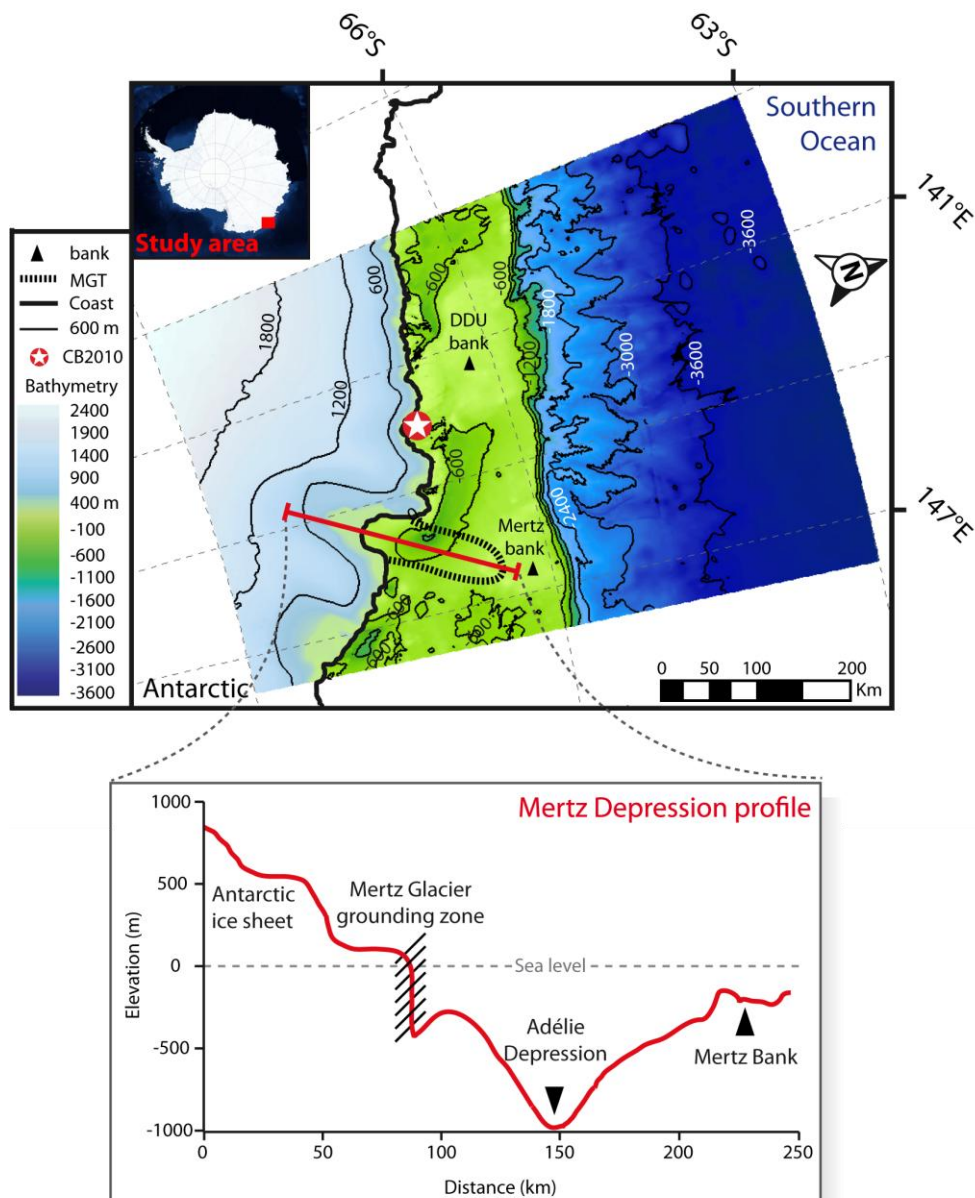 66°S
63°S
Southern
Ocean
141°E
147°E
N
Study area
bank
MGT
Coast
600 m
CB2010
Bathymetry
2400
1900
1400
900
400 m
-100
-600
-1100
-1600
-2100
-2600
-3100
-3600
1800
1200
600
-600
DDU
bank
-600
-1200
-1800
-3000
-3600
-3600
-600
2400
Mertz
bank
-600
-600
Antarctic
0 50 100 200
Km
Mertz Depression profile
1000
500
0
-500
-1000
Elevation (m)
Antarctic
ice sheet
Mertz Glacier
grounding zone
Sea level
Adélie
Depression
Mertz Bank
0 50 100 150 200 250
Distance (km)